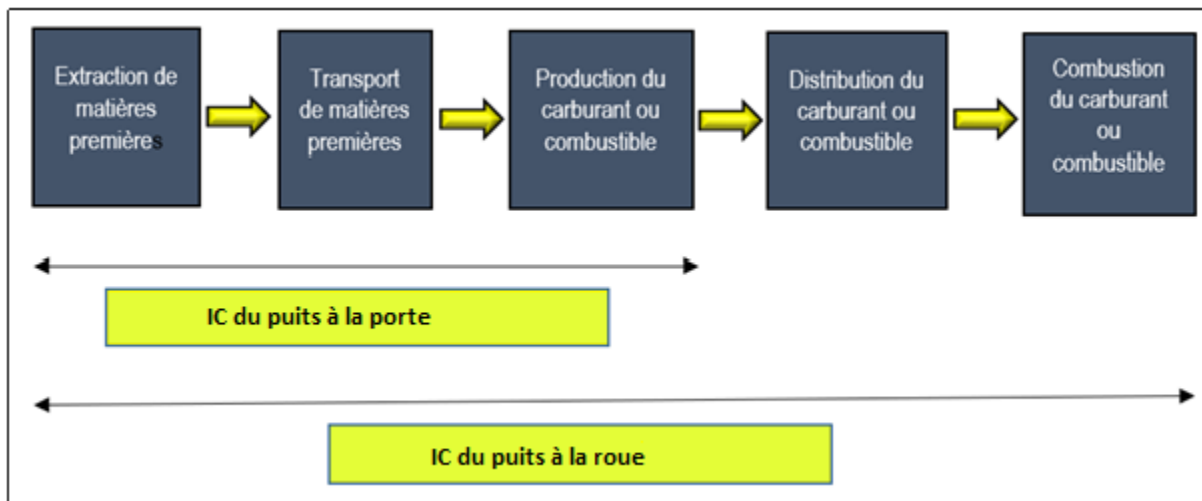 Extraction de
matières
premières
Transport
de matières
premières
Production du
carburant ou
combustible
Distribution du
carburant ou
combustible
Combustion
du carburant
ou
combustible
IC du puits à la porte
IC du puits à la roue